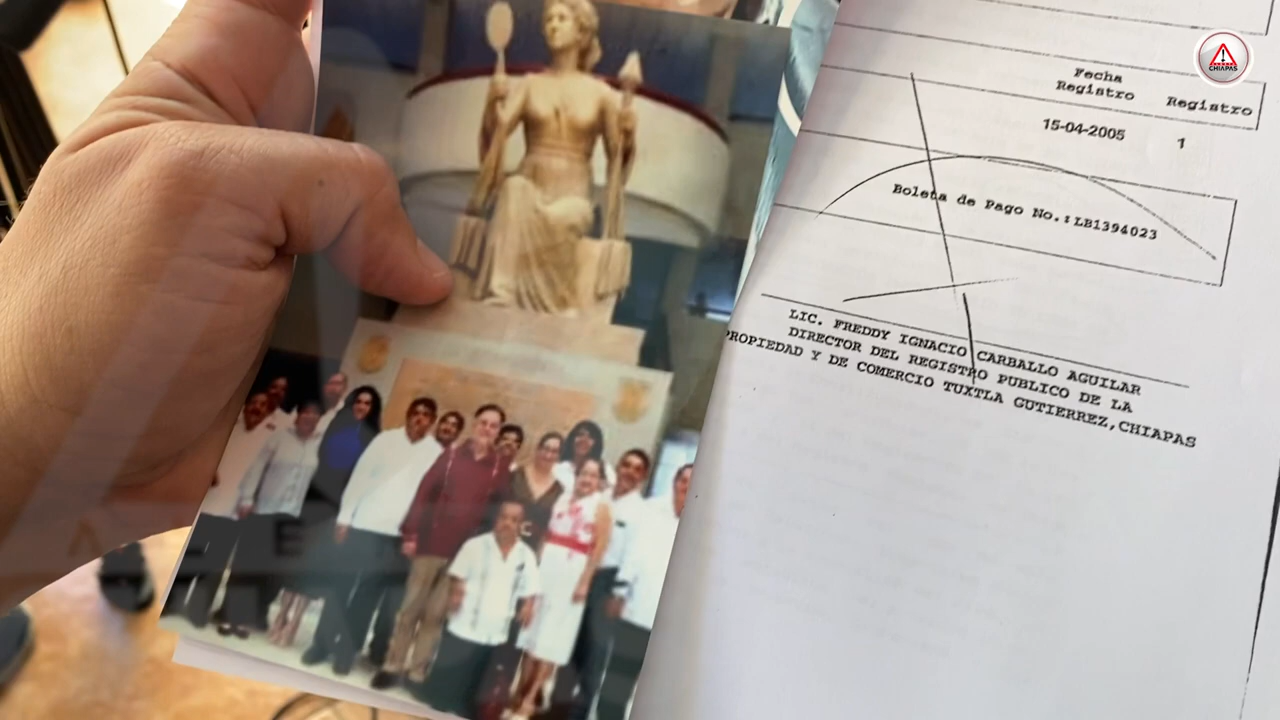 CHIAPAS
Fecha
Registro Registro
15-04-2005 1
Boleta de Pago No.:LB1394023
LIC. FREDDY IGNACIO CARBALLO AGUILAR
DIRECTOR DEL REGISTRO PUBLICO DE LA
PROPIEDAD Y DE COMERCIO TUXTLA GUTIERREZ,CHIAPAS